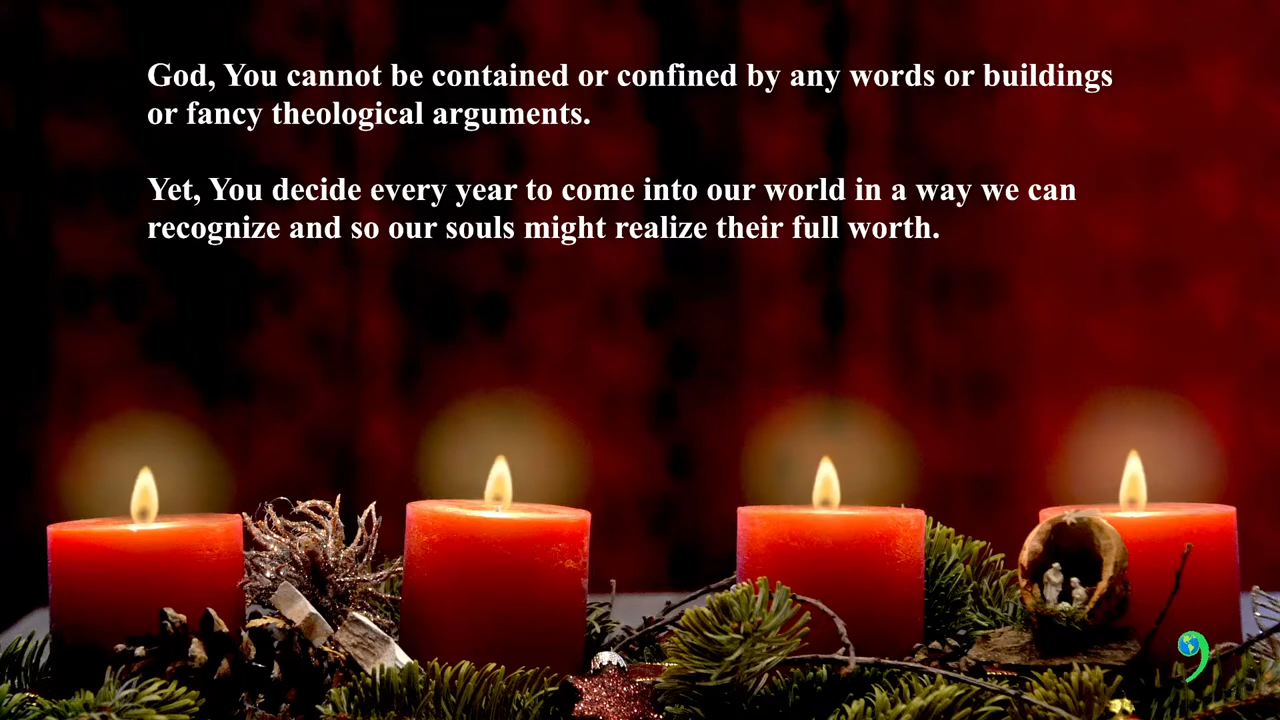 God, You cannot be contained or confined by any words or buildings
or fancy theological arguments.
Yet, You decide every year to come into our world in a way we can
recognize and so our souls might realize their full worth.